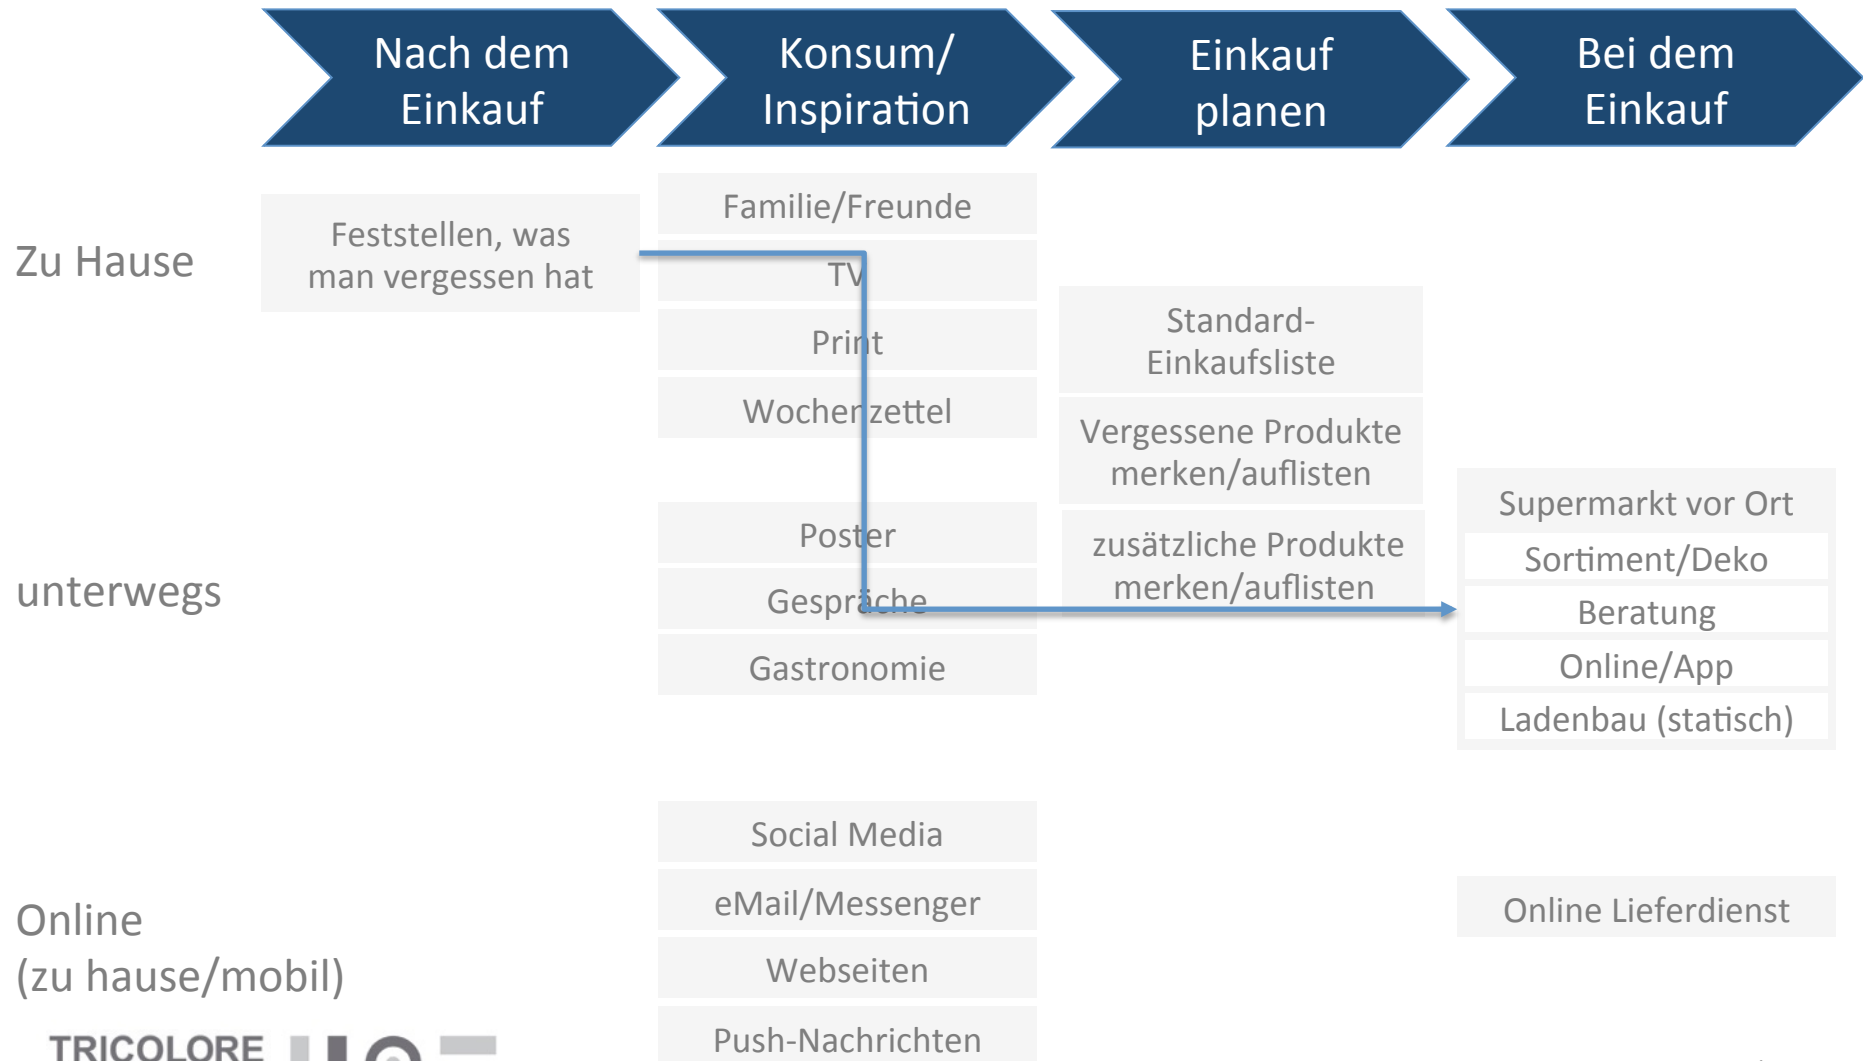 Nach dem
Einkauf
Konsum/
Inspiration
Einkauf
planen
Bei dem
Einkauf
Zu Hause
Feststellen, was
man vergessen hat
Familie/Freunde
TV
Print
Wochenzettel
Standard-
Einkaufsliste
Vergessene Produkte
merken/auflisten
zusätzliche Produkte
merken/auflisten
unterwegs
Poster
Gespräche
Gastronomie
Supermarkt vor Ort
Sortiment/Deko
Beratung
Online/App
Ladenbau (statisch)
Online
(zu hause/mobil)
Social Media
eMail/Messenger
Webseiten
Push-Nachrichten
Online Lieferdienst
TRICOLORE